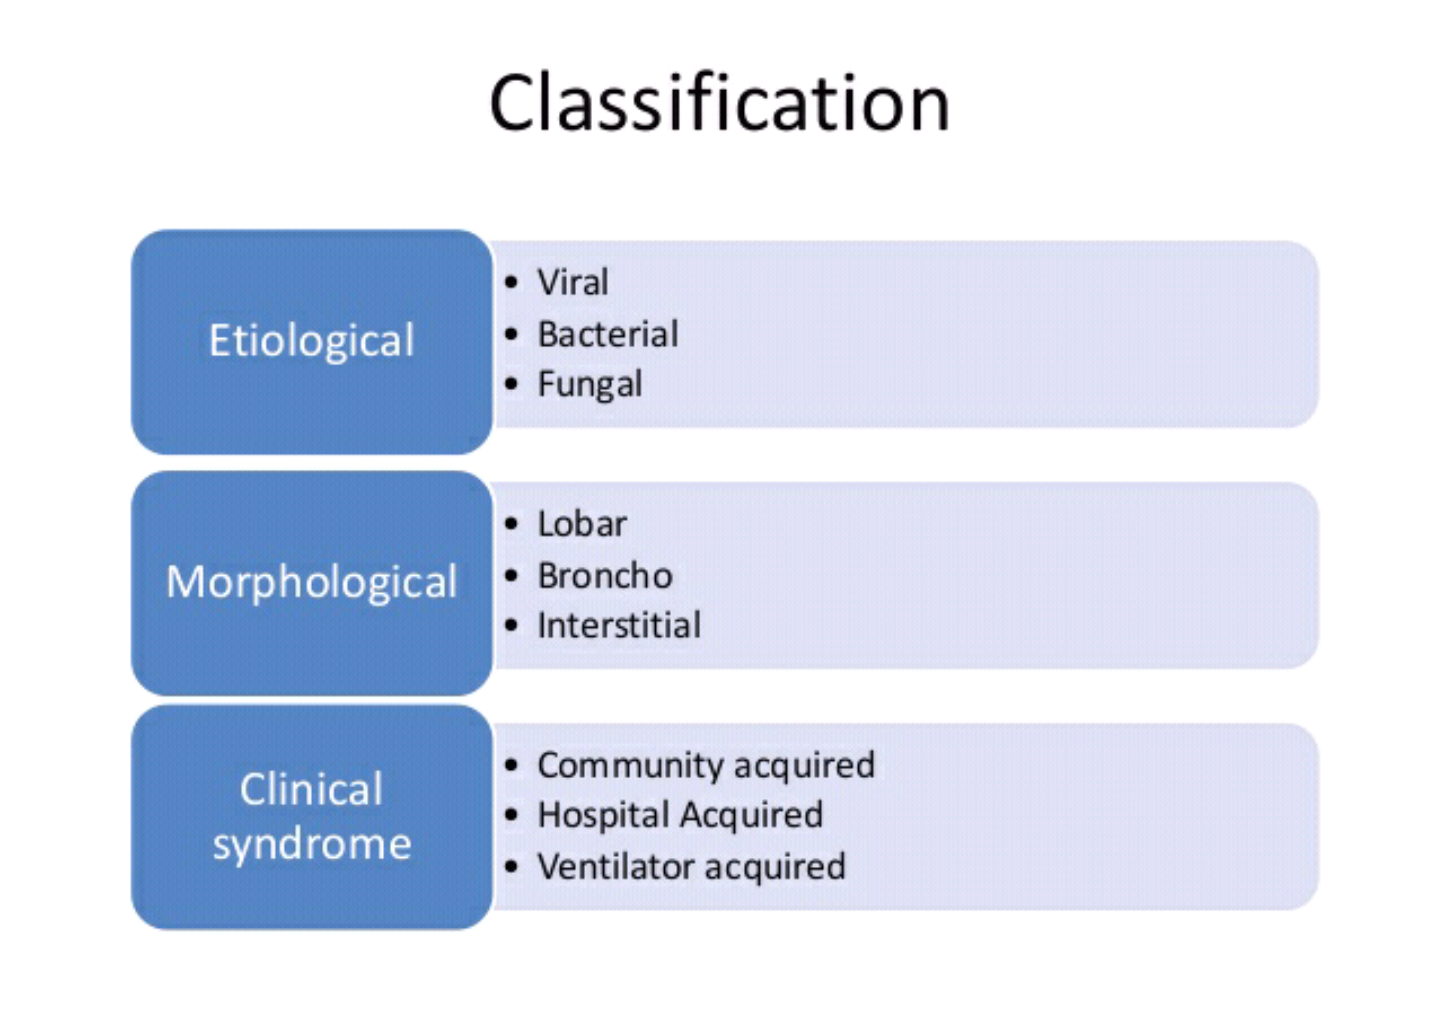 Classification
Etiological
• Viral
• Bacterial
• Fungal
Morphological
• Lobar
• Broncho
• Interstitial
Clinical
syndrome
• Community acquired
• Hospital Acquired
• Ventilator acquired